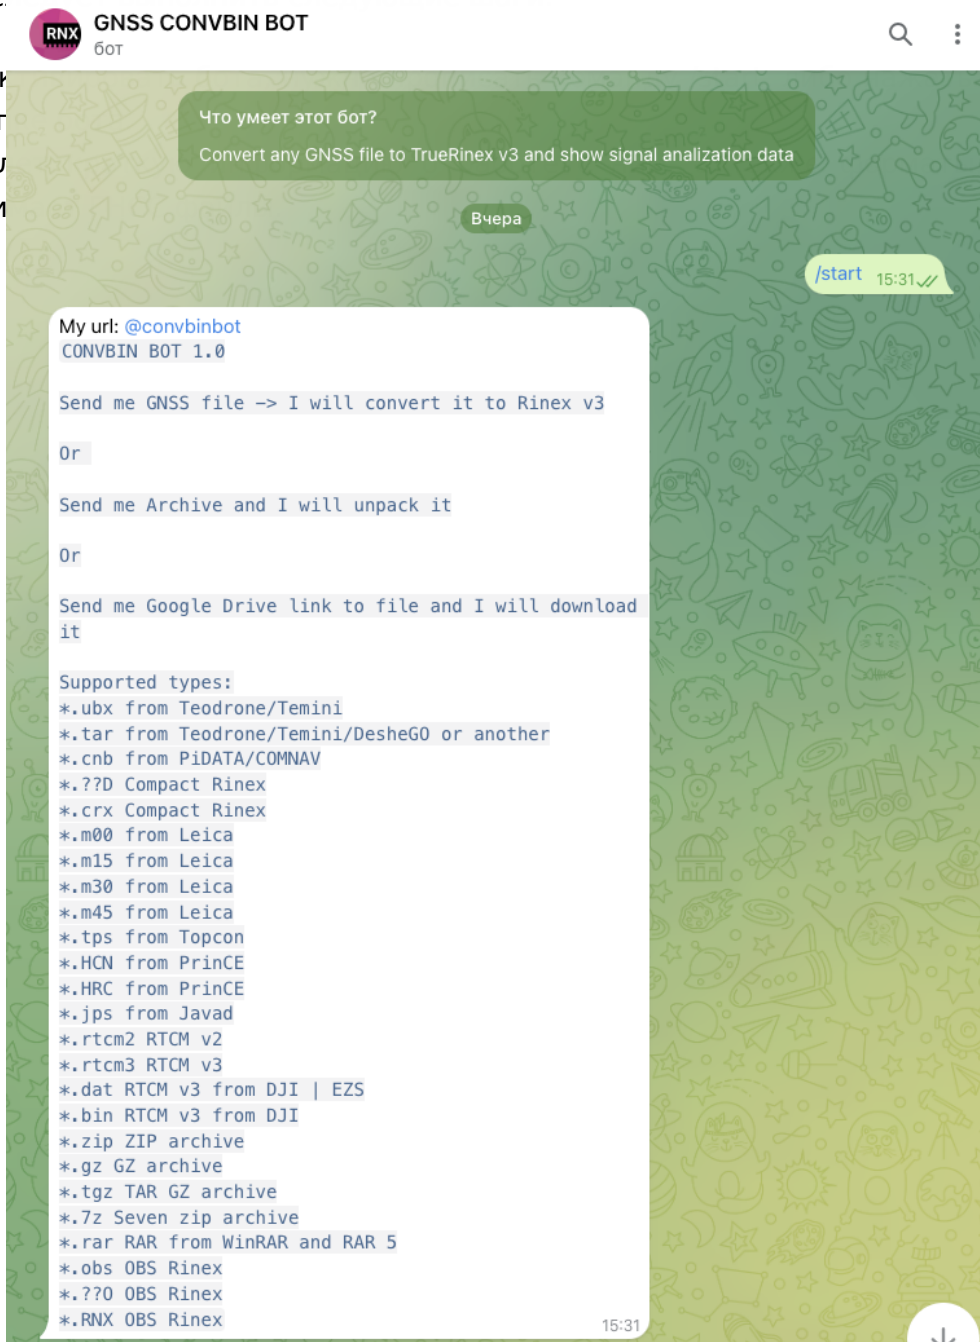 RNX
GNSS CONVBIN BOT
бот
Что умеет этот бот?
Convert any GNSS file to TrueRinex v3 and show signal analization data
Вчера
/start 15:31
My url: @convbinbot
CONVBIN BOT 1.0
Send me GNSS file -> I will convert it to Rinex v3
Or
Send me Archive and I will unpack it
Or
Send me Google Drive link to file and I will download
it
Supported types:
*.ubx from Teodrone/Temini
*.tar from Teodrone/Temini/DesheGO or another
*.cnb from PiDATA/COMNAV
*.??D Compact Rinex
*.crx Compact Rinex
*.m00 from Leica
*.m15 from Leica
*.m30 from Leica
*.m45 from Leica
*.tps from Topcon
*.HCN from PrinCE
*.HRC from PrinCE
*.jps from Javad
*.rtcm2 RTCM v2
*.rtcm3 RTCM v3
*.dat RTCM v3 from DJI | EZS
*.bin RTCM v3 from DJI
*.zip ZIP archive
*.gz GZ archive
*.tgz TAR GZ archive
*.7z Seven zip archive
*.rar RAR from WinRAR and RAR 5
*.obs OBS Rinex
*.??O OBS Rinex
*.RNX OBS Rinex
15:31